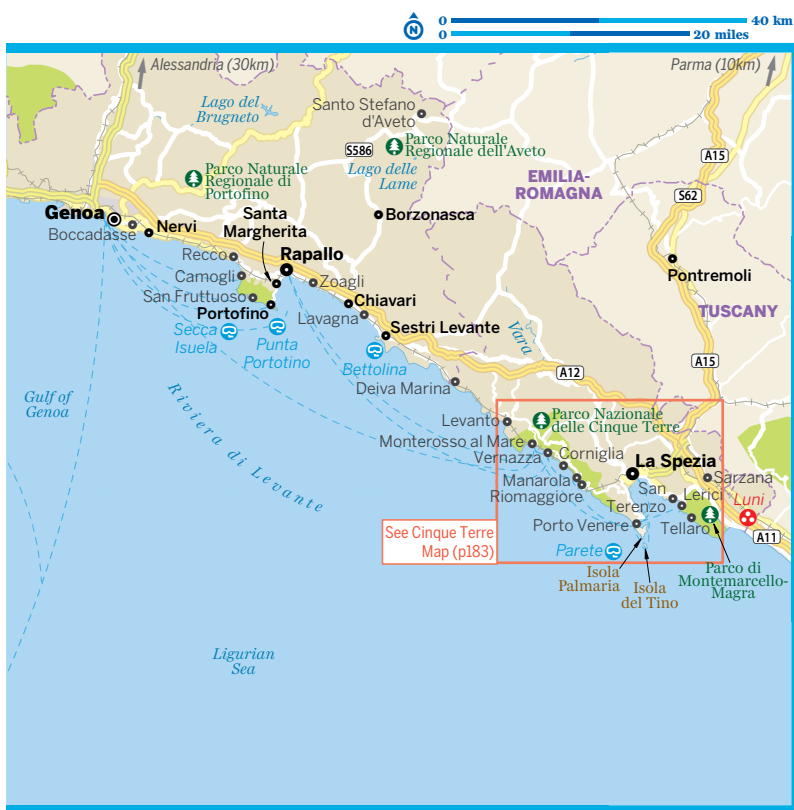 0 40 km
N
0 20 miles
Alessandria (30km)
Parma (10km)
Lago del
Brugneto
Santo Stefano
d'Aveto
Parco Naturale
Regionale dell'Aveto
S586
Lago delle
Lame
A15
Parco Naturale
Regionale di
Portofino
EMILIA-
ROMAGNA
S62
Genoa
Boccadasse
Nervi
Santa
Margherita
Borzonasca
Recco
Rapallo
Camogli
Zoagli
San Fruttuoso
Portofino
Chiavari
Lavagna
Pontremoli
TUSCANY
Secca
Isuela
Punta
Portotino
Sestri Levante
Vara
Bettolina
A15
A12
Deiva Marina
Gulf of
Genoa
Riviera di Levante
Levanto
Parco Nazionale
delle Cinque Terre
Monterosso al Mare
Vernazza
Corniglia
La Spezia
Manarola
Riomaggiore
San
Terenzo
Lerici
Sarzana
Luni
Porto Venere
Tellaro
A11
See Cinque Terre
Map (p183)
Parete
Isola
Palmaria
Isola
del Tino
Parco di
Montemarcello-
Magra
Ligurian
Sea